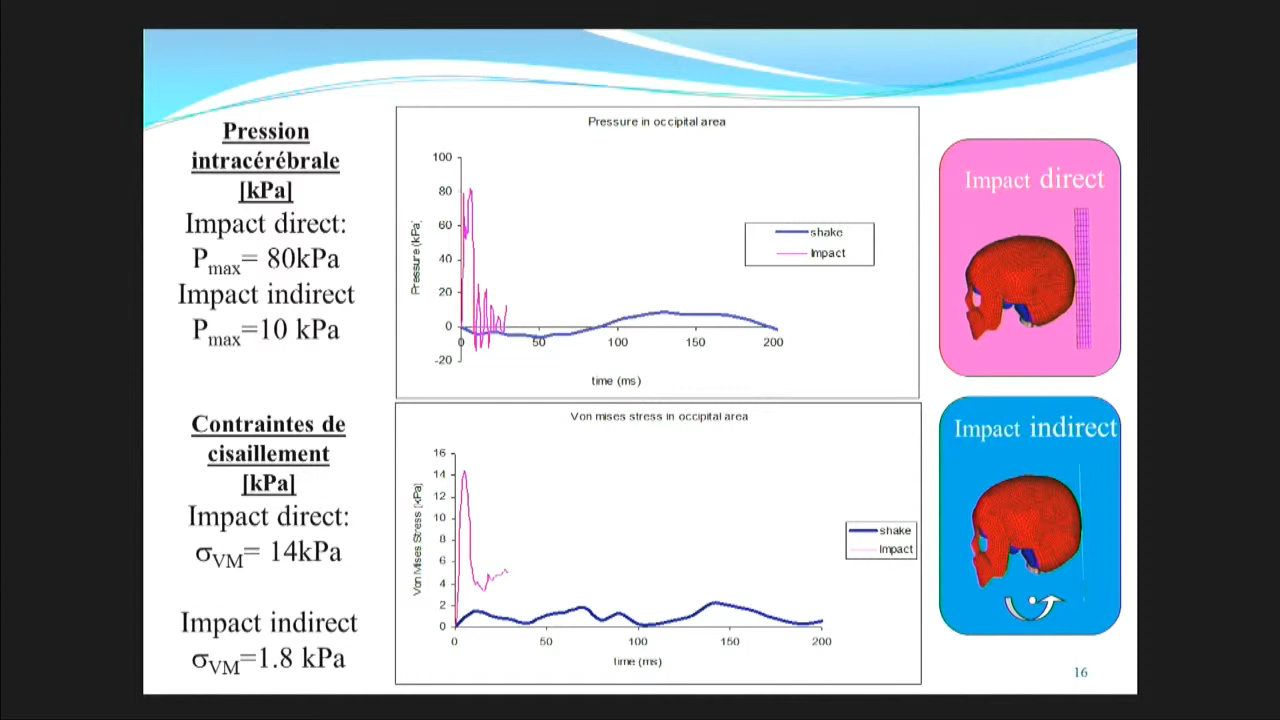 Pression
intracérébrale
[kPa]
Impact direct:
Pmax= 80kPa
Impact indirect
Pmax=10 kPa
Contraintes de
cisaillement
[kPa]
Impact direct:
σVM= 14kPa
Impact indirect
σVM=1.8 kPa
Pressure in occipital area
Pressure (kPa)
100
80
60
40
20
0
-20
0
50
100
150
200
time (ms)
shake
Impact
Von mises stress in occipital area
Von Mises Stress [kPa]
16
14
12
10
8
6
4
2
0
0
50
100
150
200
time (ms)
shake
Impact
Impact direct
Impact indirect
16